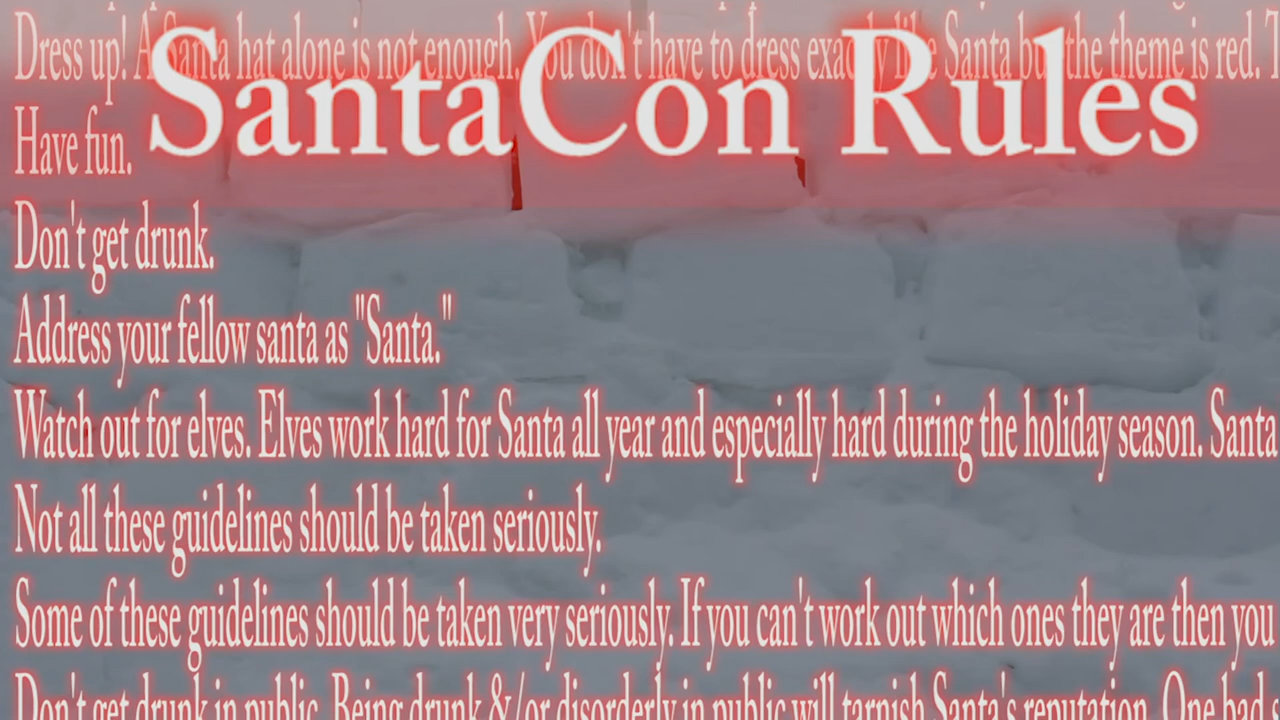 SantaCon Rules
Dress up! A Santa hat alone is not enough. You don't have to dress exactly like Santa but the theme is red.
Have fun.
Don't get drunk.
Address your fellow santa as "Santa."
Watch out for elves. Elves work hard for Santa all year and especially hard during the holiday season. Santa
Not all these guidelines should be taken seriously.
Some of these guidelines should be taken very seriously. If you can't work out which ones they are then you
Don't get drunk in public. Being drunk &/or disorderly in public will tarnish Santa's reputation. One bad